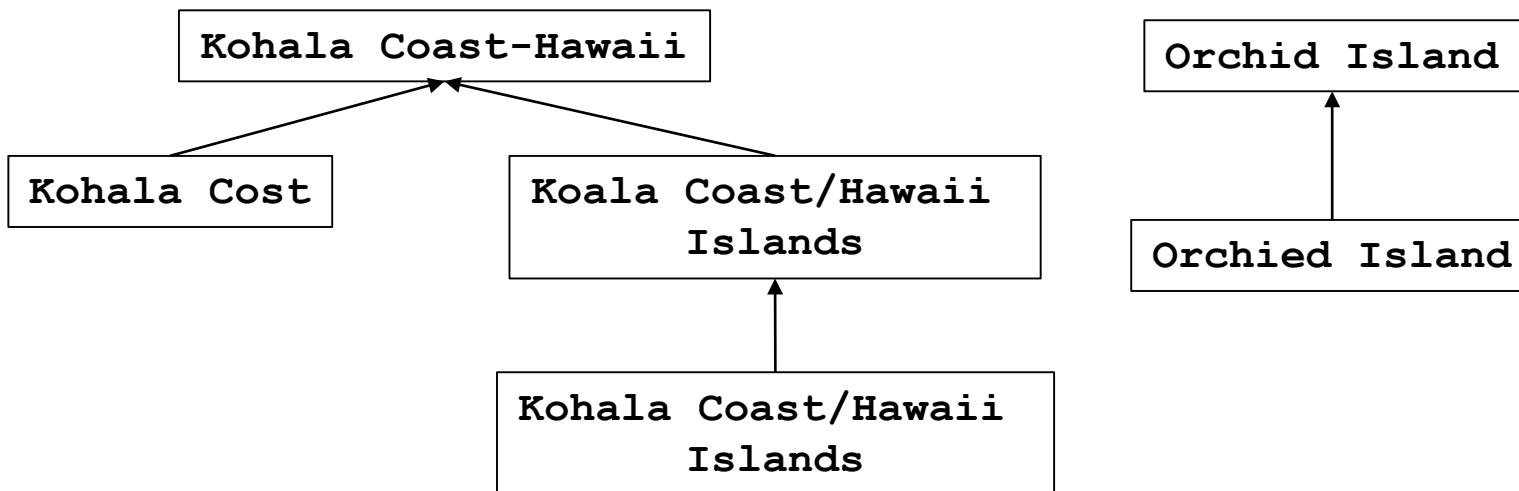 Kohala Coast-Hawaii
Orchid Island
Kohala Cost
Koala Coast/Hawaii
Islands
Orchied Island
Kohala Coast/Hawaii
Islands